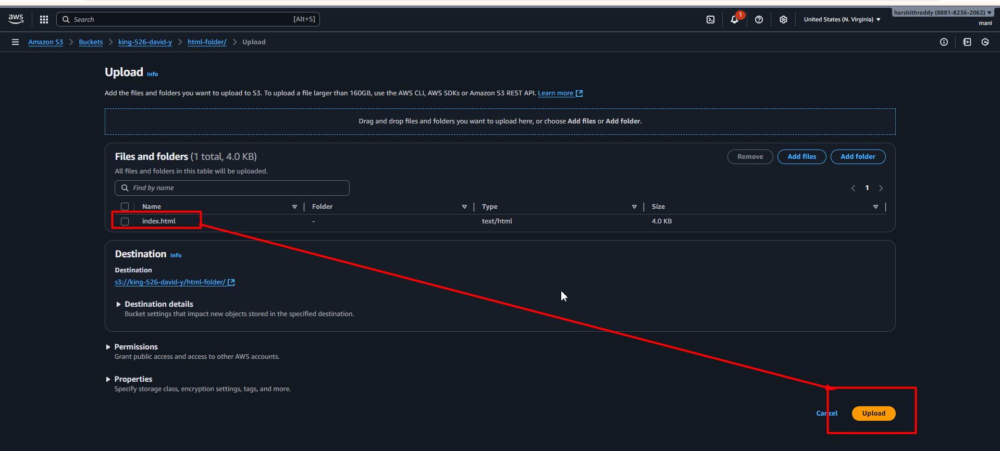 aws
Search [Alt+S]
1
United States (N. Virginia)
harshithreddy (8881-8236-2062)
mani
Amazon S3 Buckets king-526-david-y html-folder/ Upload
Upload Info
Add the files and folders you want to upload to S3. To upload a file larger than 160GB, use the AWS CLI, AWS SDKs or Amazon S3 REST API. Learn more
Drag and drop files and folders you want to upload here, or choose Add files or Add folder.
Files and folders (1 total, 4.0 KB)
Remove Add files Add folder
All files and folders in this table will be uploaded.
Find by name
1
Name Folder Type Size
index.html - text/html 4.0 KB
Destination Info
Destination
s3://king-526-david-y/html-folder/
Destination details
Bucket settings that impact new objects stored in the specified destination.
Permissions
Grant public access and access to other AWS accounts.
Properties
Specify storage class, encryption settings, tags, and more.
Cancel Upload